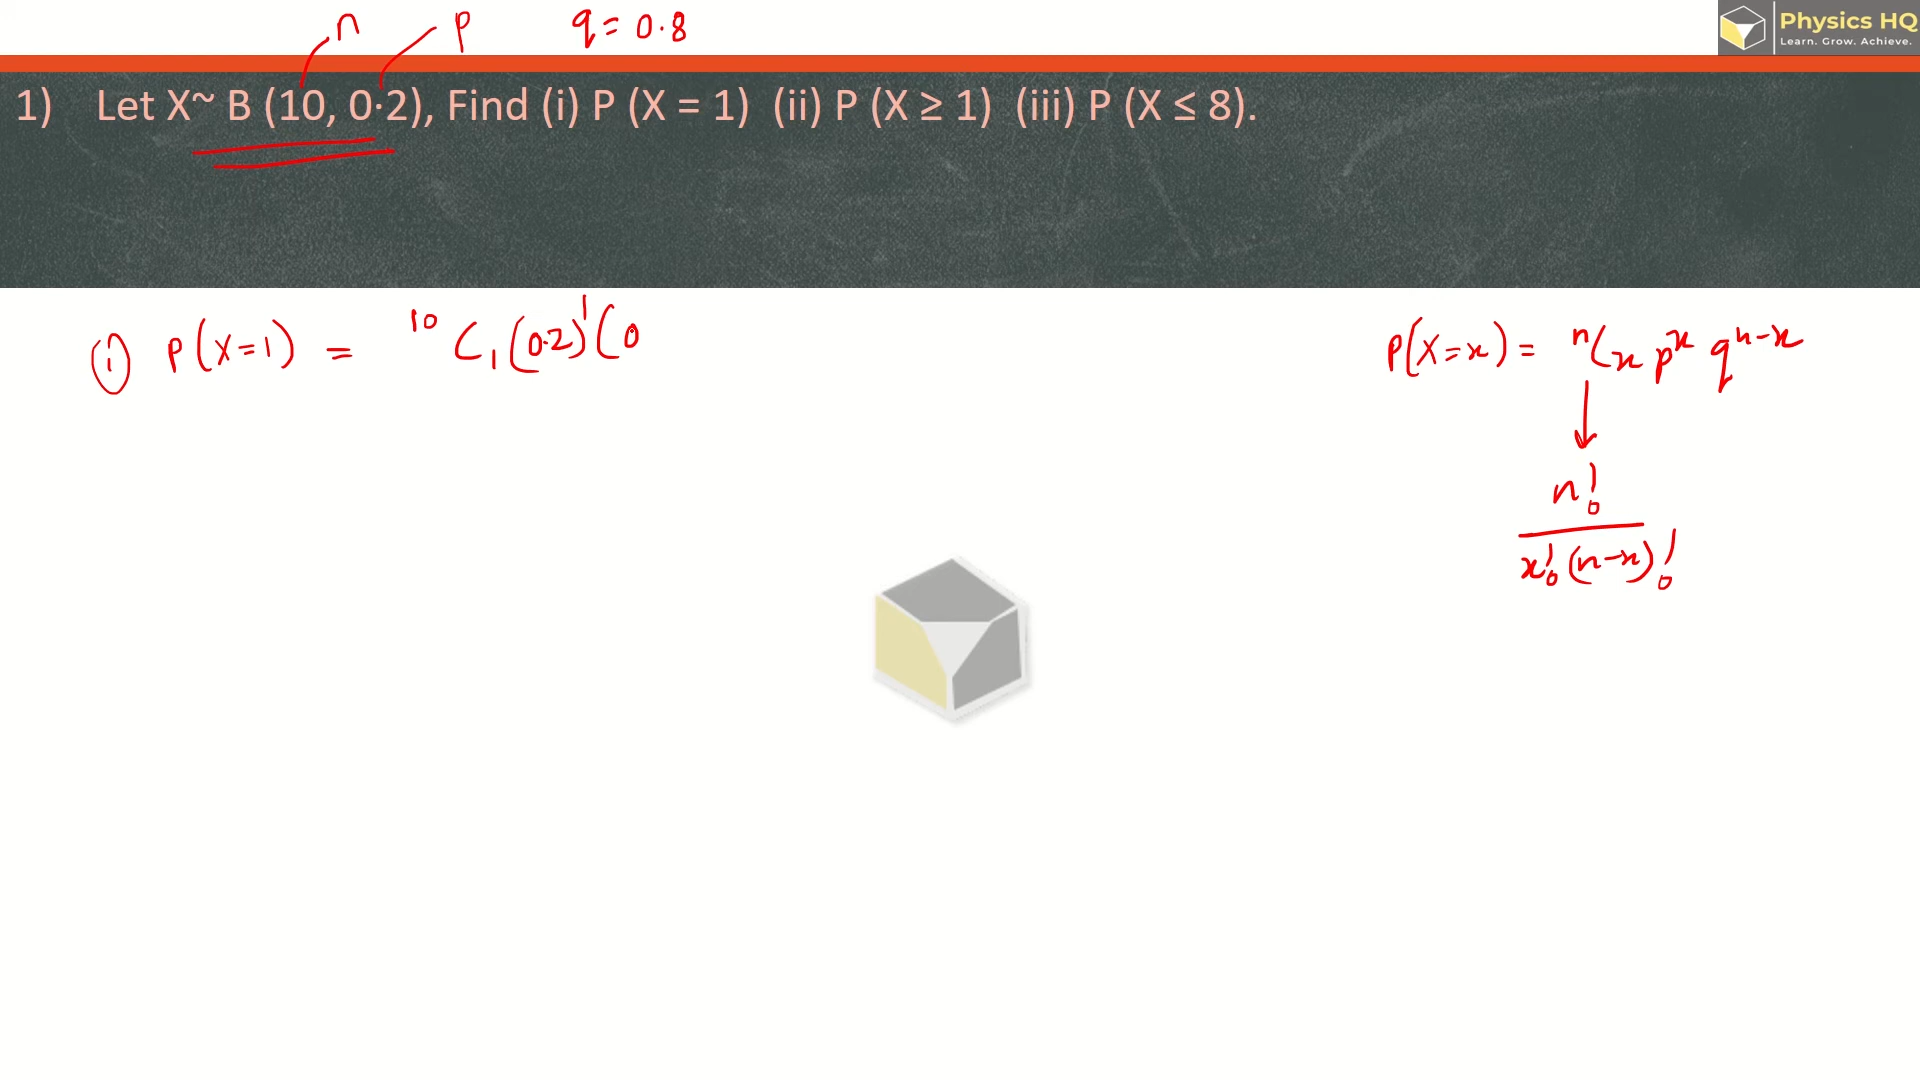 n p q = 0.8
Physics HQ
Learn. Grow. Achieve.
1) Let X~ B (10, 0·2), Find (i) P (X = 1) (ii) P (X ≥ 1) (iii) P (X ≤ 8).
(i) P(X=1) = ¹⁰C₁(0.2)¹(0
P(X=x) = ⁿCₓ pˣ qⁿ⁻ˣ
n!
x!(n-x)!